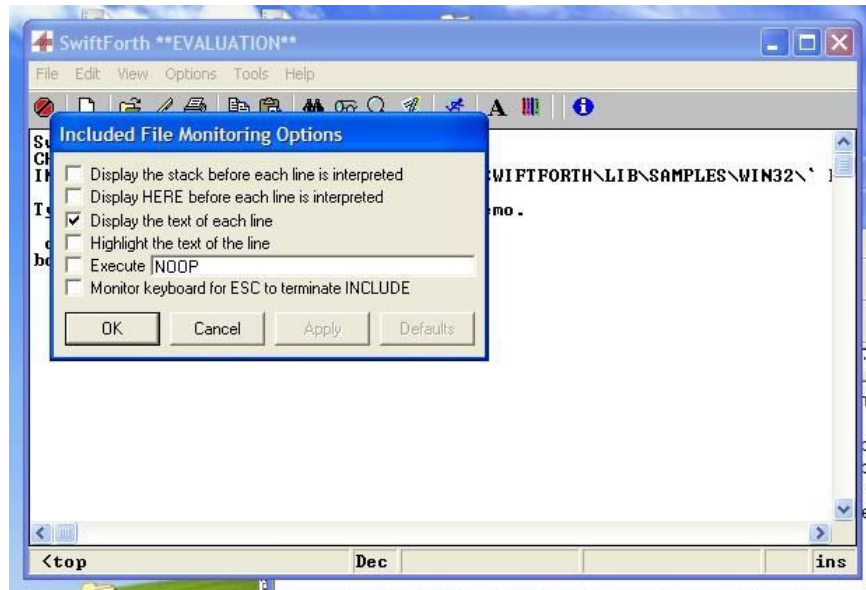 SwiftForth **EVALUATION**
File Edit View Options Tools Help
A
Included File Monitoring Options
Display the stack before each line is interpreted
Display HERE before each line is interpreted
Display the text of each line
Highlight the text of the line
Execute NOOP
Monitor keyboard for ESC to terminate INCLUDE
OK Cancel Apply Defaults
SWIFTFORTH\LIB\SAMPLES\WIN32\`
<top Dec ins